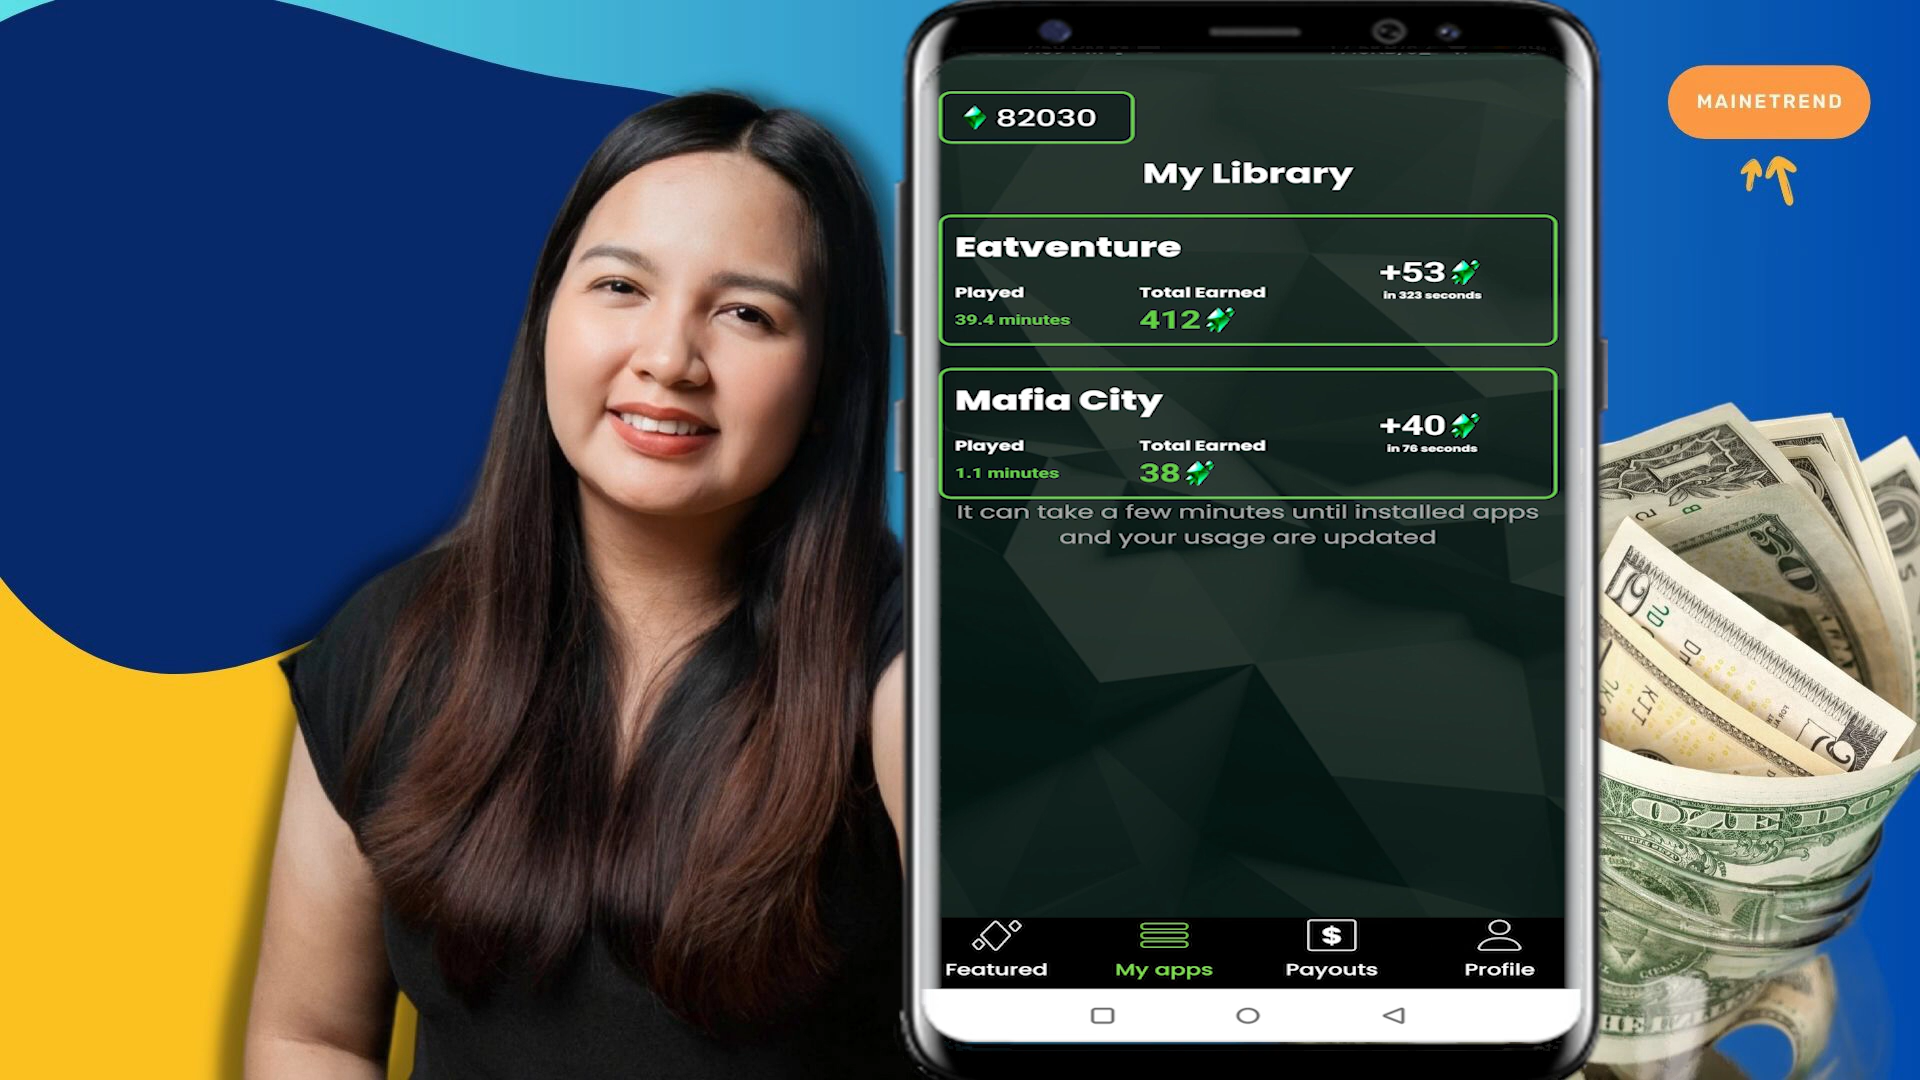 MAINETREND
82030
My Library
Eatventure
Played
39.4 minutes
Total Earned
412
+53
in 323 seconds
Mafia City
Played
1.1 minutes
Total Earned
38
+40
in 76 seconds
It can take a few minutes until installed apps
and your usage are updated
$
Featured
My apps
Payouts
Profile